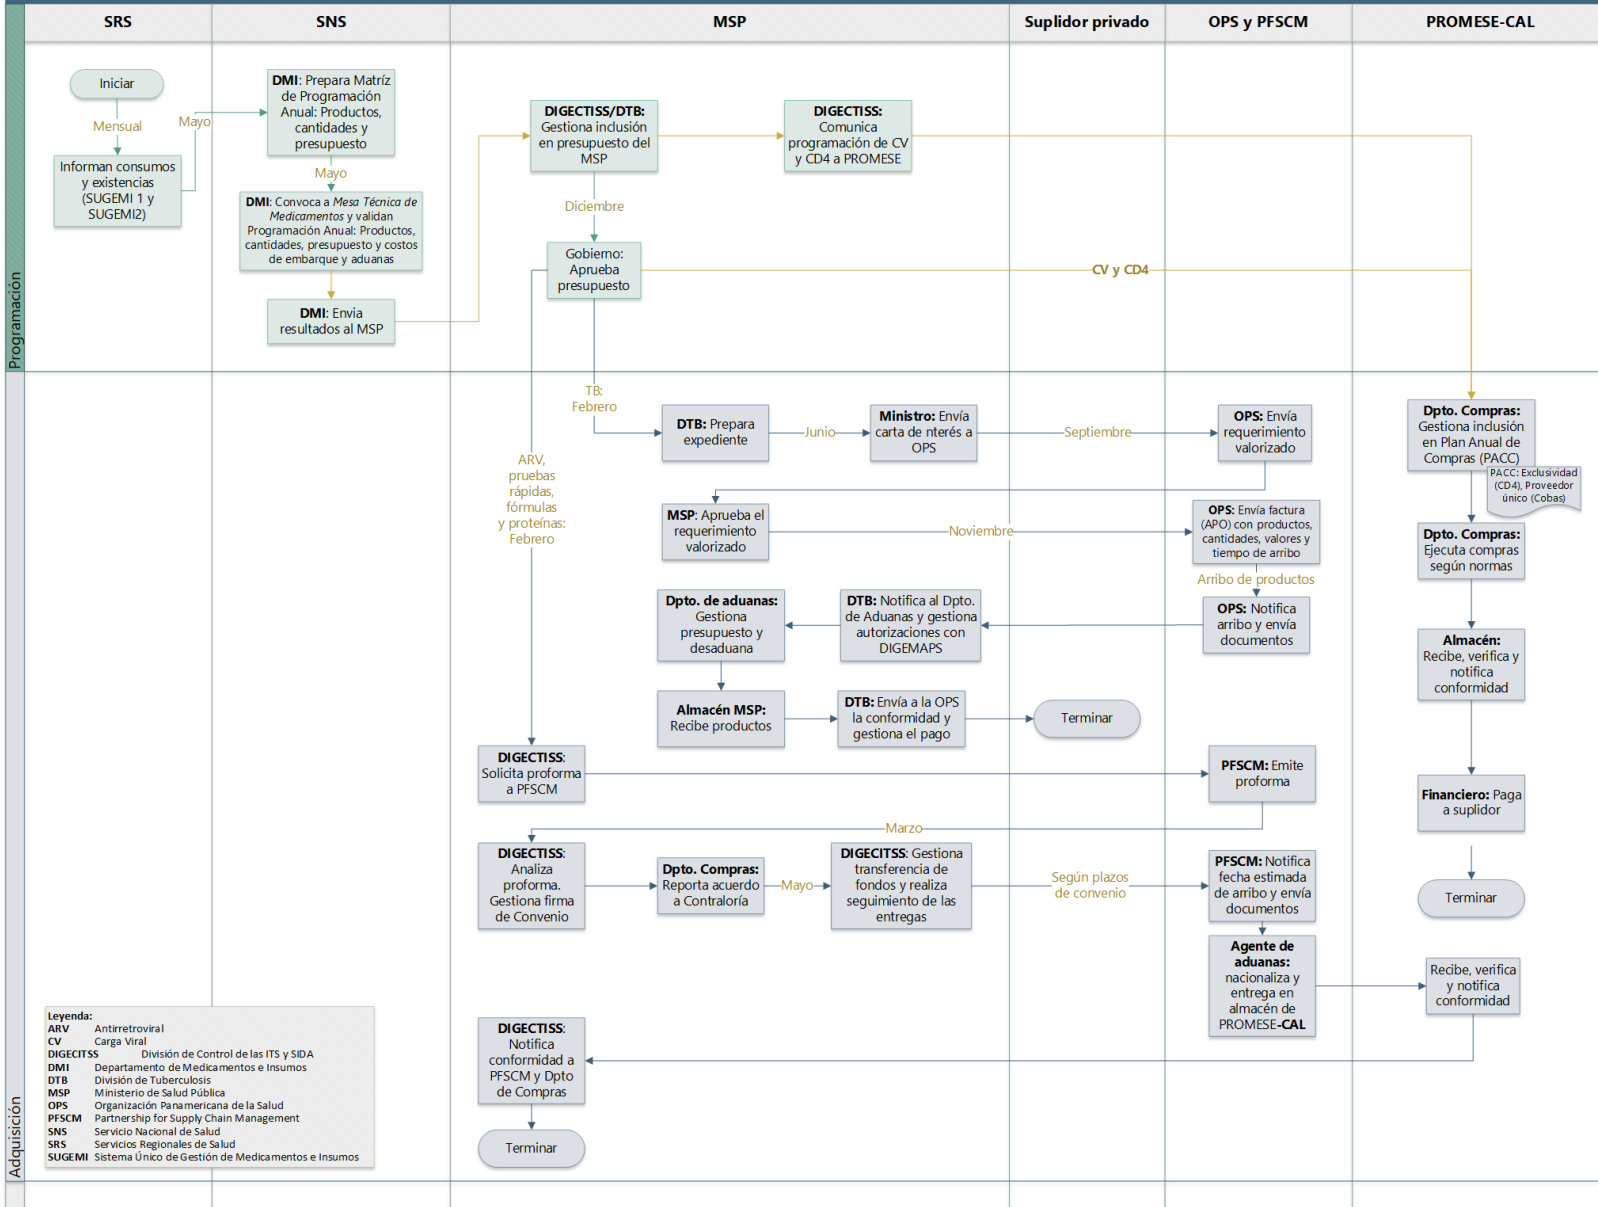 SRS
SNS
MSP
Suplidor privado
OPS y PFSCM
PROMESE-CAL
Programación
Iniciar
Mensual
Informan consumos
y existencias
(SUGEMI 1 y
SUGEMI2)
Mayo
DMI: Prepara Matríz
de Programación
Anual: Productos,
cantidades y
presupuesto
Mayo
DMI: Convoca a Mesa Técnica de
Medicamentos y validan
Programación Anual: Productos,
cantidades, presupuesto y costos
de embarque y aduanas
DMI: Envia
resultados al MSP
DIGECTISS/DTB:
Gestiona inclusión
en presupuesto del
MSP
DIGECTISS:
Comunica
programación de CV
y CD4 a PROMESE
Diciembre
Gobierno:
Aprueba
presupuesto
CV y CD4
Adquisición
TB:
Febrero
DTB: Prepara
expediente
Junio
Ministro: Envía
carta de nterés a
OPS
Septiembre
OPS: Envía
requerimiento
valorizado
Dpto. Compras:
Gestiona inclusión
en Plan Anual de
Compras (PACC)
PACC: Exclusividad
(CD4), Proveedor
único (Cobas)
ARV,
pruebas
rápidas,
fórmulas
y proteínas:
Febrero
MSP: Aprueba el
requerimiento
valorizado
Noviembre
OPS: Envía factura
(APO) con productos,
cantidades, valores y
tiempo de arribo
Dpto. Compras:
Ejecuta compras
según normas
Arribo de productos
Dpto. de aduanas:
Gestiona
presupuesto y
desaduana
DTB: Notifica al Dpto.
de Aduanas y gestiona
autorizaciones con
DIGEMAPS
OPS: Notifica
arribo y envía
documentos
Almacén:
Recibe, verifica y
notifica
conformidad
Almacén MSP:
Recibe productos
DTB: Envía a la OPS
la conformidad y
gestiona el pago
Terminar
DIGECTISS:
Solicita proforma
a PFSCM
PFSCM: Emite
proforma
Financiero: Paga
a suplidor
Marzo
DIGECTISS:
Analiza
proforma.
Gestiona firma
de Convenio
Dpto. Compras:
Reporta acuerdo
a Contraloría
Mayo
DIGECITSS: Gestiona
transferencia de
fondos y realiza
seguimiento de las
entregas
Según plazos
de convenio
PFSCM: Notifica
fecha estimada
de arribo y envía
documentos
Terminar
Agente de
aduanas:
nacionaliza y
entrega en
almacén de
PROMESE-CAL
Recibe, verifica
y notifica
conformidad
DIGECTISS:
Notifica
conformidad a
PFSCM y Dpto
de Compras
Terminar
Leyenda:
ARV Antirretroviral
CV Carga Viral
DIGECITSS División de Control de las ITS y SIDA
DMI Departamento de Medicamentos e Insumos
DTB División de Tuberculosis
MSP Ministerio de Salud Pública
OPS Organización Panamericana de la Salud
PFSCM Partnership for Supply Chain Management
SNS Servicio Nacional de Salud
SRS Servicios Regionales de Salud
SUGEMI Sistema Único de Gestión de Medicamentos e Insumos